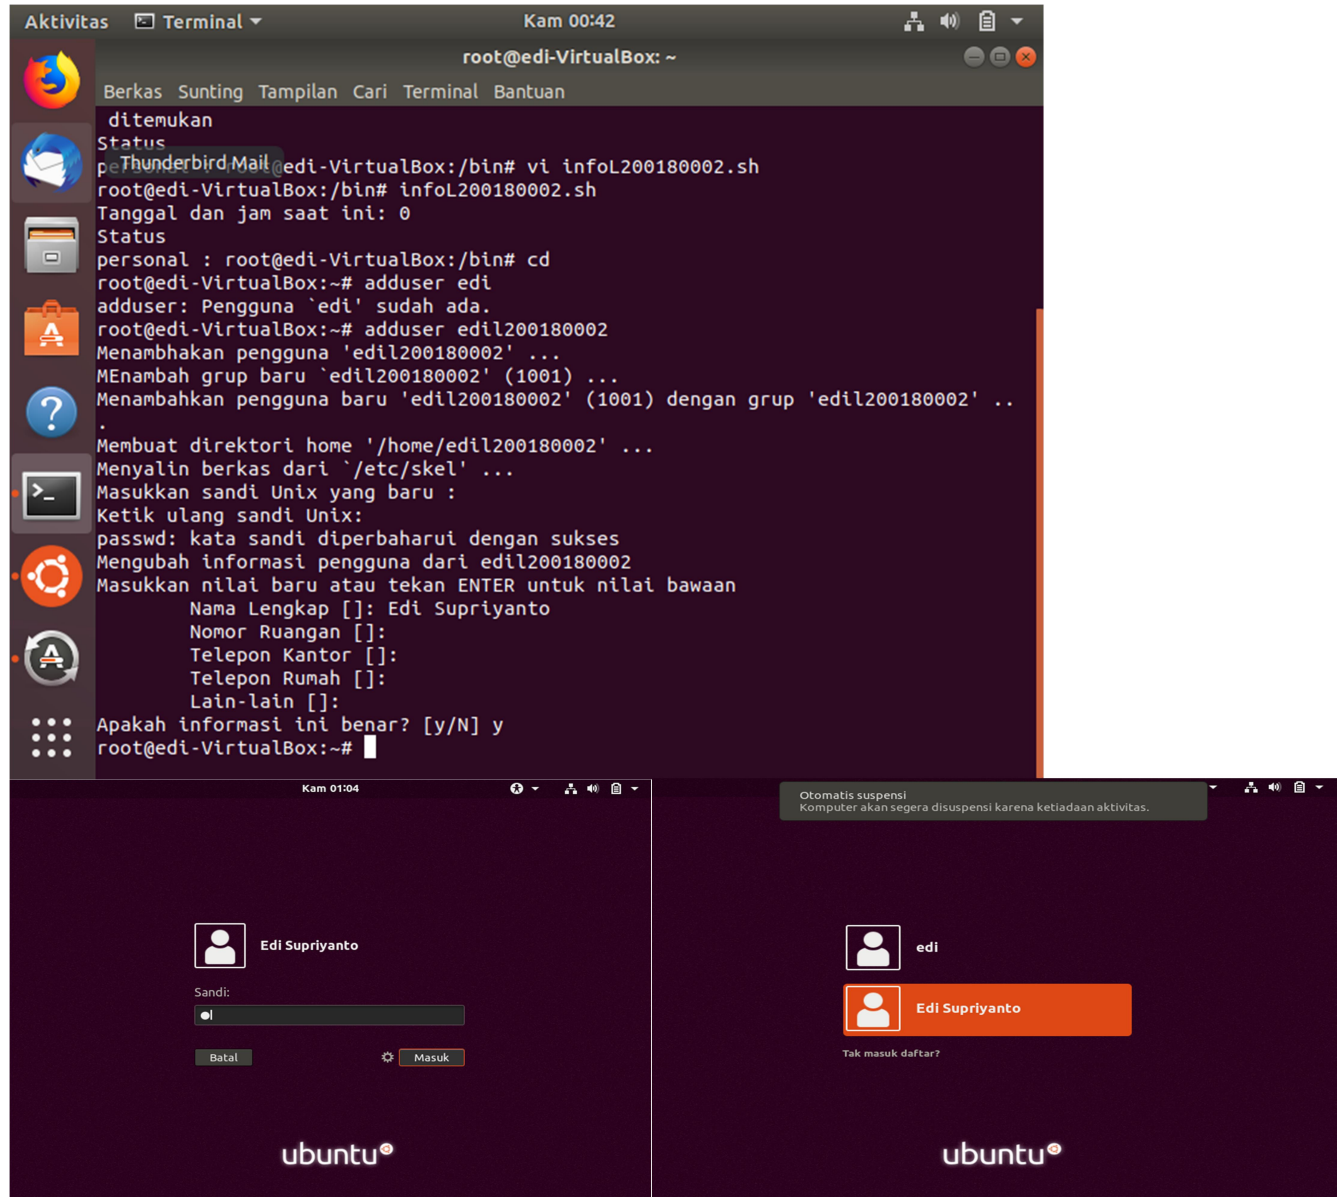 Aktivitas Terminal Kam 00:42
root@edi-VirtualBox: ~
Berkas Sunting Tampilan Cari Terminal Bantuan
ditemukan
Status
Thunderbird Mail
@edi-VirtualBox:/bin# vi infoL200180002.sh
root@edi-VirtualBox:/bin# infoL200180002.sh
Tanggal dan jam saat ini: 0
Status
personal : root@edi-VirtualBox:/bin# cd
root@edi-VirtualBox:~# adduser edi
adduser: Pengguna `edi' sudah ada.
root@edi-VirtualBox:~# adduser edil200180002
Menambhakan pengguna 'edil200180002' ...
MEnambah grup baru `edil200180002' (1001) ...
Menambahkan pengguna baru 'edil200180002' (1001) dengan grup 'edil200180002' ..
.
Membuat direktori home '/home/edil200180002' ...
Menyalin berkas dari `/etc/skel' ...
Masukkan sandi Unix yang baru :
Ketik ulang sandi Unix:
passwd: kata sandi diperbaharui dengan sukses
Mengubah informasi pengguna dari edil200180002
Masukkan nilai baru atau tekan ENTER untuk nilai bawaan
Nama Lengkap []: Edi Supriyanto
Nomor Ruangan []:
Telepon Kantor []:
Telepon Rumah []:
Lain-lain []:
Apakah informasi ini benar? [y/N] y
root@edi-VirtualBox:~#
Kam 01:04
Edi Supriyanto
Sandi:
Batal
Masuk
ubuntu
Otomatis suspensi
Komputer akan segera disuspensi karena ketiadaan aktivitas.
edi
Edi Supriyanto
Tak masuk daftar?
ubuntu